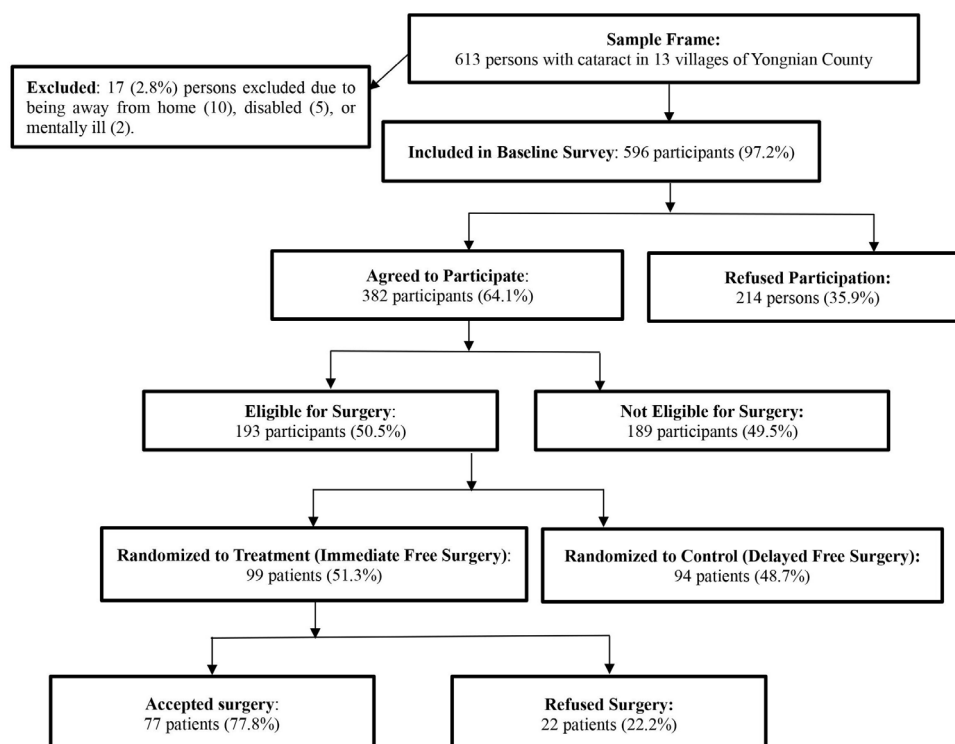 Sample Frame:
613 persons with cataract in 13 villages of Yongnian County
Excluded: 17 (2.8%) persons excluded due to
being away from home (10), disabled (5), or
mentally ill (2).
Included in Baseline Survey: 596 participants (97.2%)
Agreed to Participate:
382 participants (64.1%)
Refused Participation:
214 persons (35.9%)
Eligible for Surgery:
193 participants (50.5%)
Not Eligible for Surgery:
189 participants (49.5%)
Randomized to Treatment (Immediate Free Surgery):
99 patients (51.3%)
Randomized to Control (Delayed Free Surgery):
94 patients (48.7%)
Accepted surgery:
77 patients (77.8%)
Refused Surgery:
22 patients (22.2%)